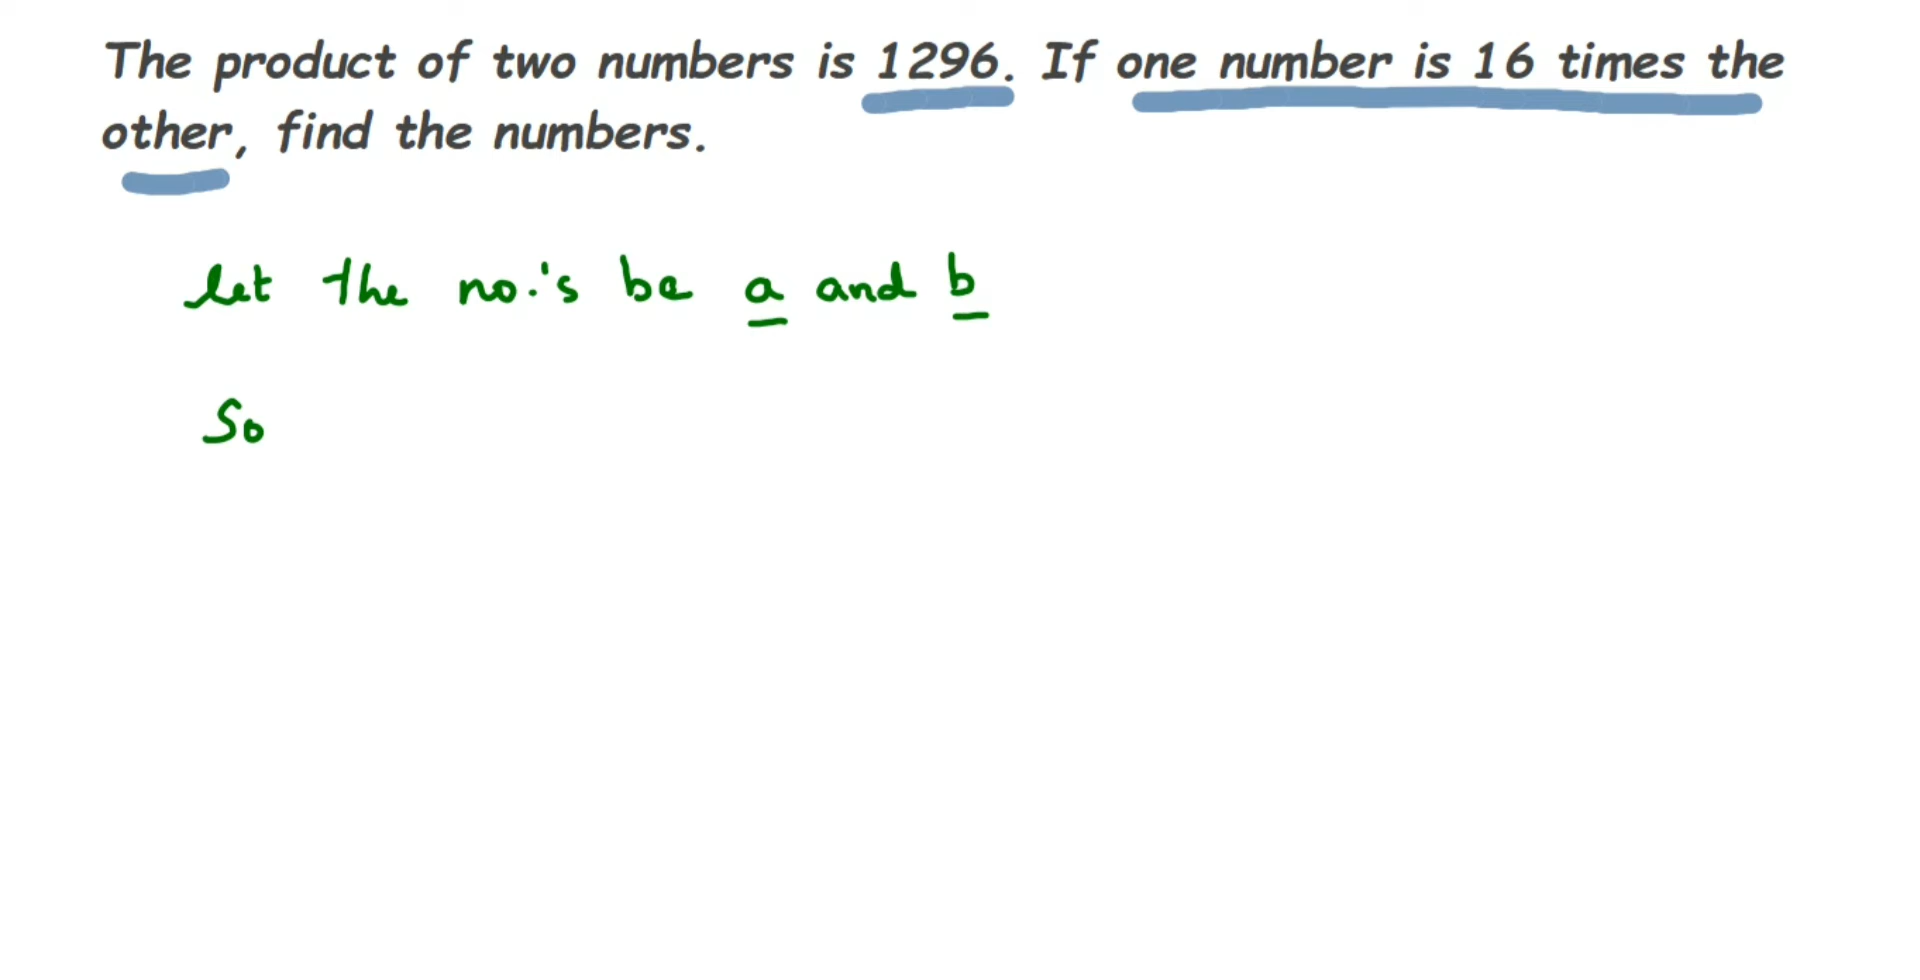 The product of two numbers is 1296. If one number is 16 times the
other, find the numbers.
let the no.'s be a and b
So